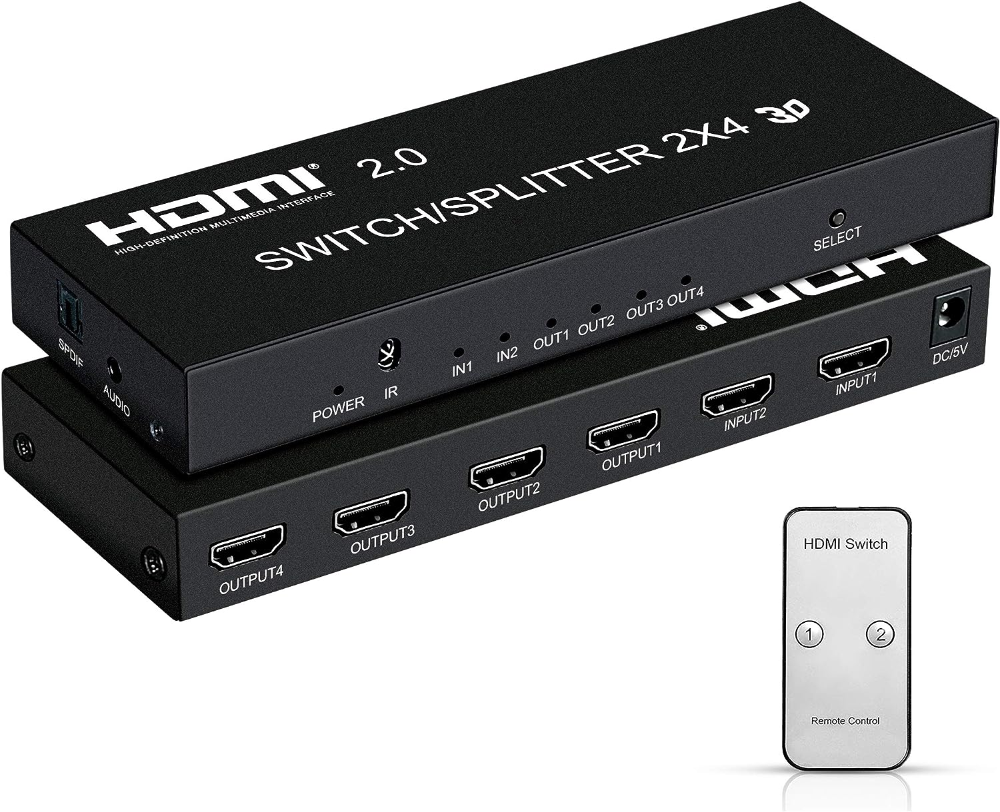 HDMI®
HIGH-DEFINITION MULTIMEDIA INTERFACE
2.0
SWITCH/SPLITTER 2X4 3D
SELECT
SPDIF
AUDIO
POWER
IR
IN1
IN2
OUT1
OUT2
OUT3
OUT4
HDMI®
DC/5V
INPUT1
INPUT2
OUTPUT1
OUTPUT2
OUTPUT3
OUTPUT4
HDMI Switch
1
2
Remote Control